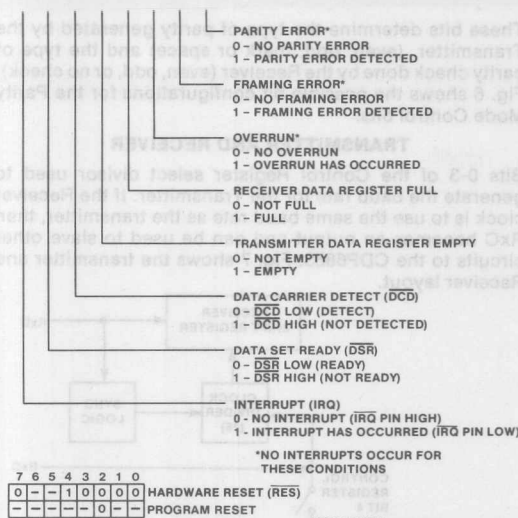 PARITY ERROR*
0 - NO PARITY ERROR
1 - PARITY ERROR DETECTED
FRAMING ERROR*
0 - NO FRAMING ERROR
1 - FRAMING ERROR DETECTED
OVERRUN*
0 - NO OVERRUN
1 - OVERRUN HAS OCCURRED
RECEIVER DATA REGISTER FULL
0 - NOT FULL
1 - FULL
TRANSMITTER DATA REGISTER EMPTY
0 - NOT EMPTY
1 - EMPTY
DATA CARRIER DETECT (DCD)
0 - DCD LOW (DETECT)
1 - DCD HIGH (NOT DETECTED)
DATA SET READY (DSR)
0 - DSR LOW (READY)
1 - DSR HIGH (NOT READY)
INTERRUPT (IRQ)
0 - NO INTERRUPT (IRQ PIN HIGH)
1 - INTERRUPT HAS OCCURRED (IRQ PIN LOW)
*NO INTERRUPTS OCCUR FOR
THESE CONDITIONS
7 6 5 4 3 2 1 0
0 - - 1 0 0 0 0 HARDWARE RESET (RES)
- - - - - 0 - - PROGRAM RESET